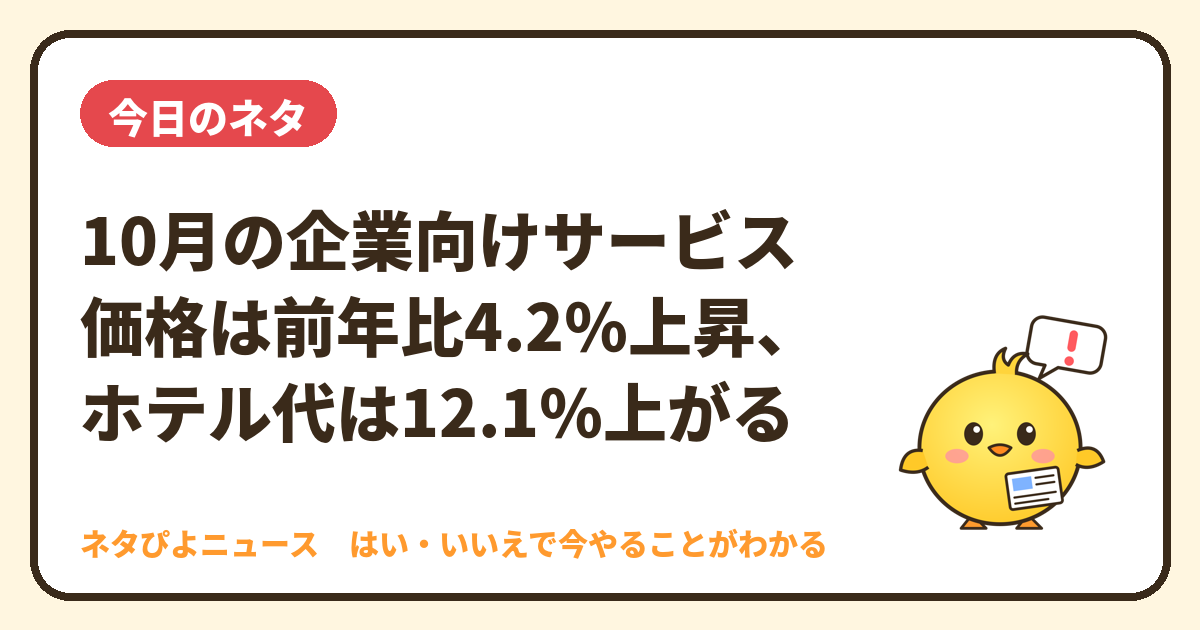 今日のネタ
10月の企業向けサービス
価格は前年比4.2%上昇、
ホテル代は12.1%上がる
!
ネタぴよニュース　はい・いいえで今やることがわかる